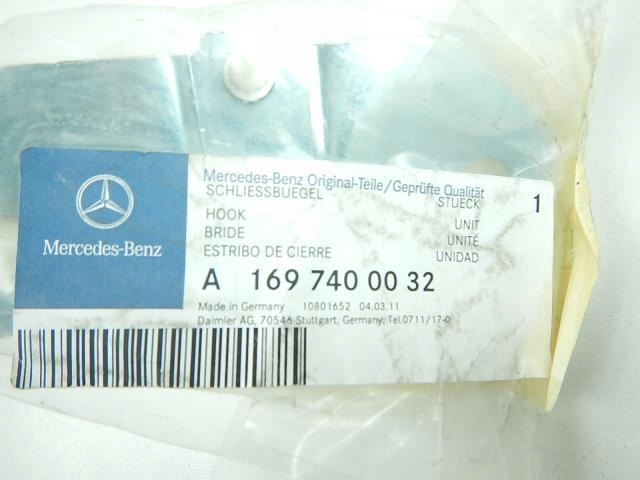 Mercedes-Benz
Mercedes-Benz Original-Teile/Geprüfte Qualität
SCHLIESSBUEGEL STUECK 1
HOOK UNIT
BRIDE UNITÉ
ESTRIBO DE CIERRE UNIDAD
A 169 740 00 32
Made in Germany 10801652 04.03.11
Daimler AG, 70546 Stuttgart, Germany, Tel.0711/17-0